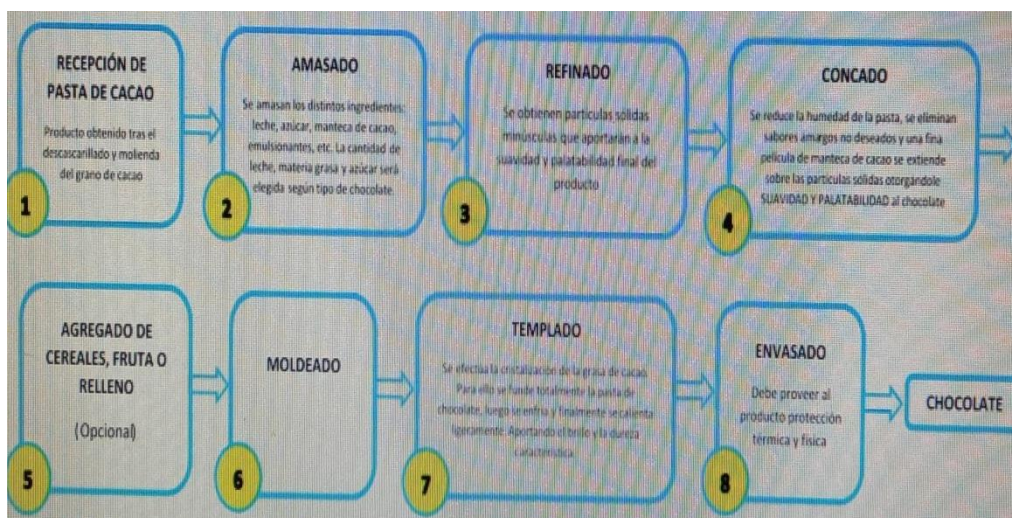 RECEPCIÓN DE
PASTA DE CACAO
Producto obtenido tras el
descascarillado y molienda
del grano de cacao
1
AMASADO
Se amasan los distintos ingredientes:
leche, azúcar, manteca de cacao,
emulsionantes, etc. La cantidad de
leche, materia grasa y azúcar será
elegida según tipo de chocolate
2
REFINADO
Se obtienen partículas sólidas
minúsculas que aportarán a la
suavidad y palatabilidad final del
producto
3
CONCADO
Se reduce la humedad de la pasta, se eliminan
sabores amargos no deseados y una fina
película de manteca de cacao se extiende
sobre las partículas sólidas otorgándole
SUAVIDAD Y PALATABILIDAD al chocolate
4
AGREGADO DE
CEREALES, FRUTA O
RELLENO
(Opcional)
5
MOLDEADO
6
TEMPLADO
Se efectúa la cristalización de la grasa de cacao.
Para ello se funde totalmente la pasta de
chocolate, luego se enfría y finalmente se calienta
ligeramente. Aportando el brillo y la dureza
característica
7
ENVASADO
Debe proveer al
producto protección
térmica y física
8
CHOCOLATE